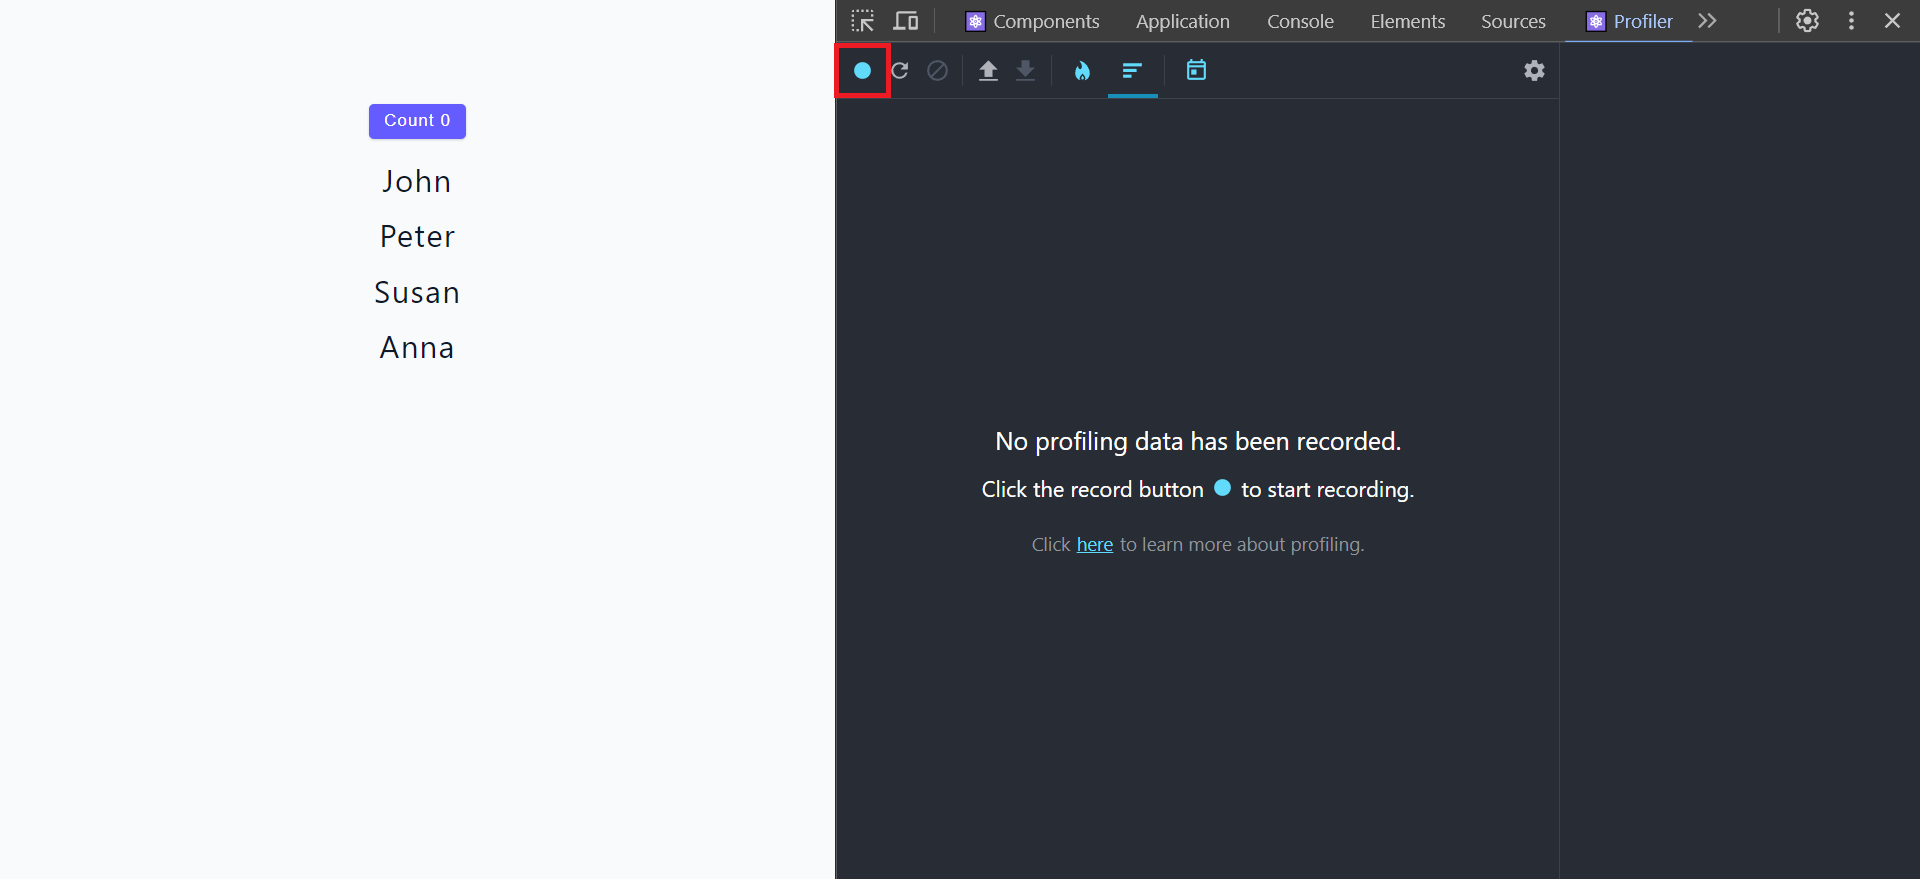 Count 0
John
Peter
Susan
Anna
Components Application Console Elements Sources Profiler
No profiling data has been recorded.
Click the record button to start recording.
Click here to learn more about profiling.